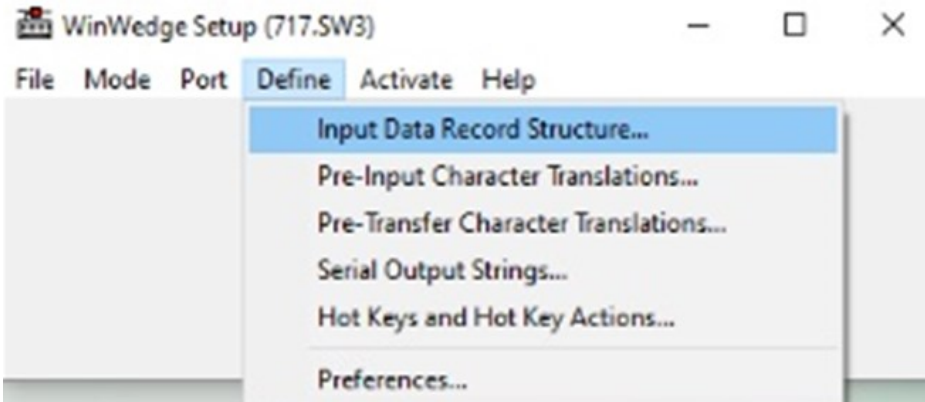 WinWedge Setup (717.SW3)
File Mode Port Define Activate Help
Input Data Record Structure...
Pre-Input Character Translations...
Pre-Transfer Character Translations...
Serial Output Strings...
Hot Keys and Hot Key Actions...
Preferences...